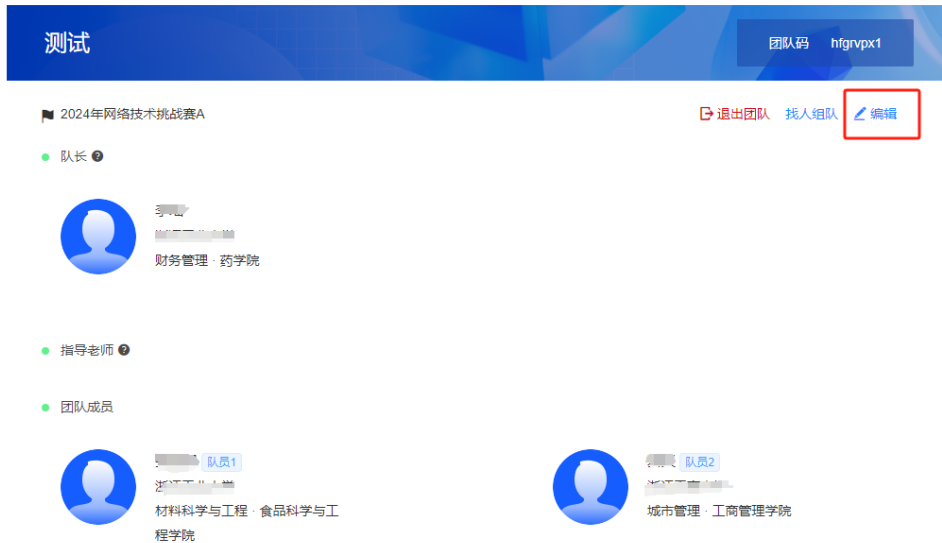 测试
团队码 hfgrvpx1
2024年网络技术挑战赛A
退出团队 找人组队 编辑
队长
财务管理 · 药学院
指导老师
团队成员
队员1
材料科学与工程 · 食品科学与工
程学院
队员2
城市管理 · 工商管理学院